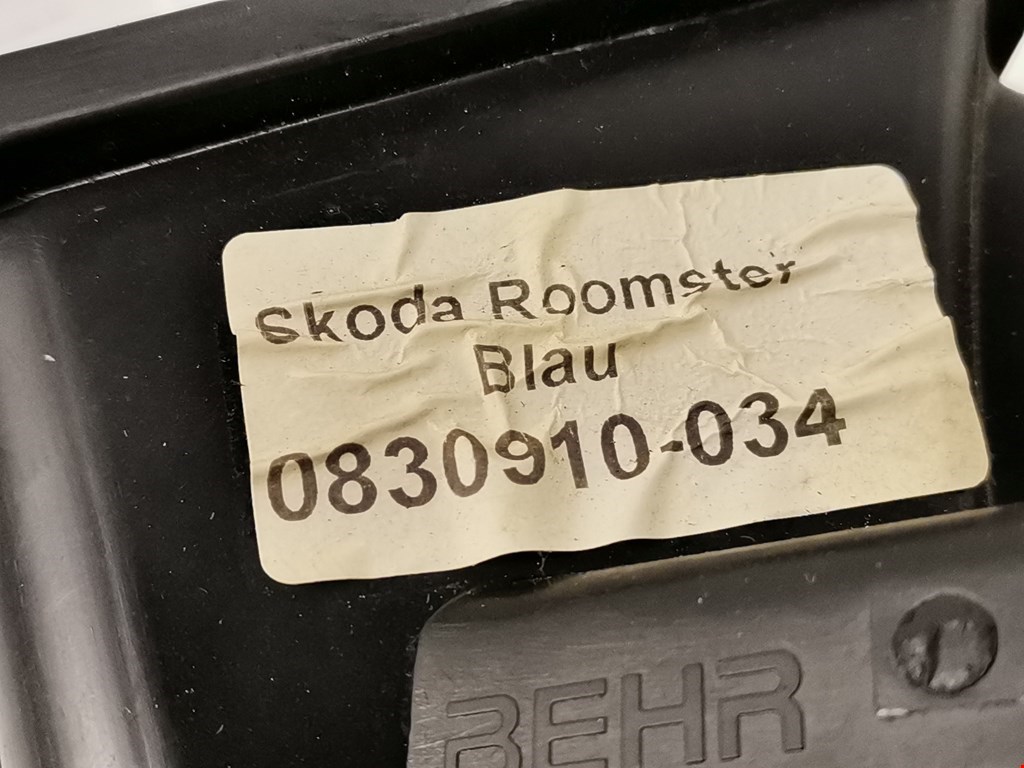 Skoda Roomster
Blau
0830910-034
BEHR